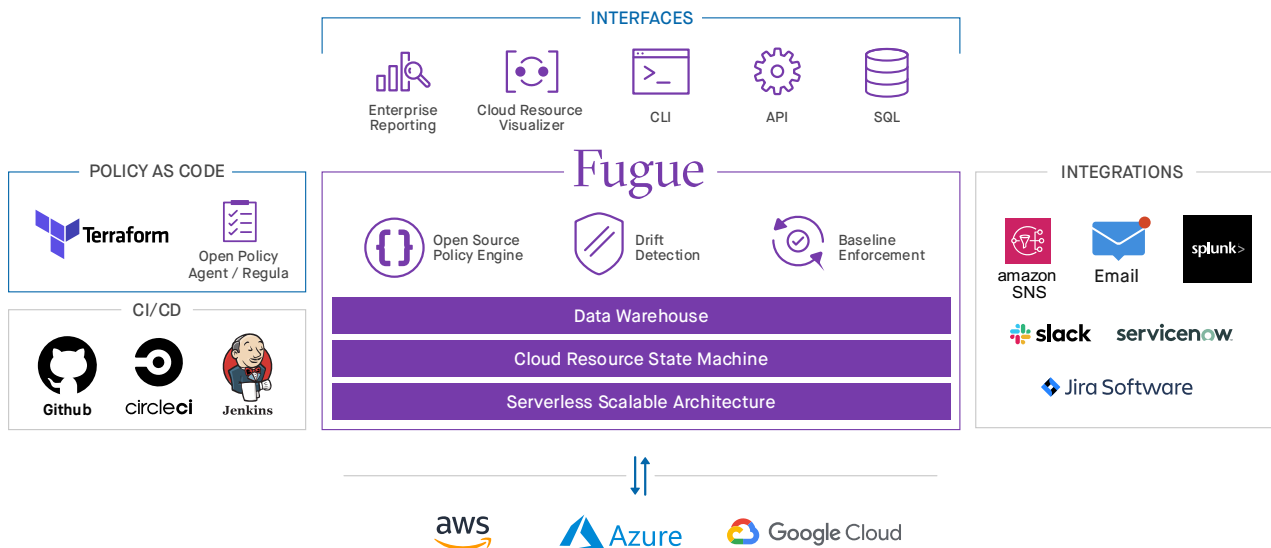 INTERFACES
Enterprise
Reporting
Cloud Resource
Visualizer
CLI
API
SQL
POLICY AS CODE
Terraform
Open Policy
Agent / Regula
CI/CD
Github
circleci
Jenkins
Fugue
Open Source
Policy Engine
Drift
Detection
Baseline
Enforcement
Data Warehouse
Cloud Resource State Machine
Serverless Scalable Architecture
INTEGRATIONS
amazon
SNS
Email
splunk>
slack
servicenow
Jira Software
aws
Azure
Google Cloud